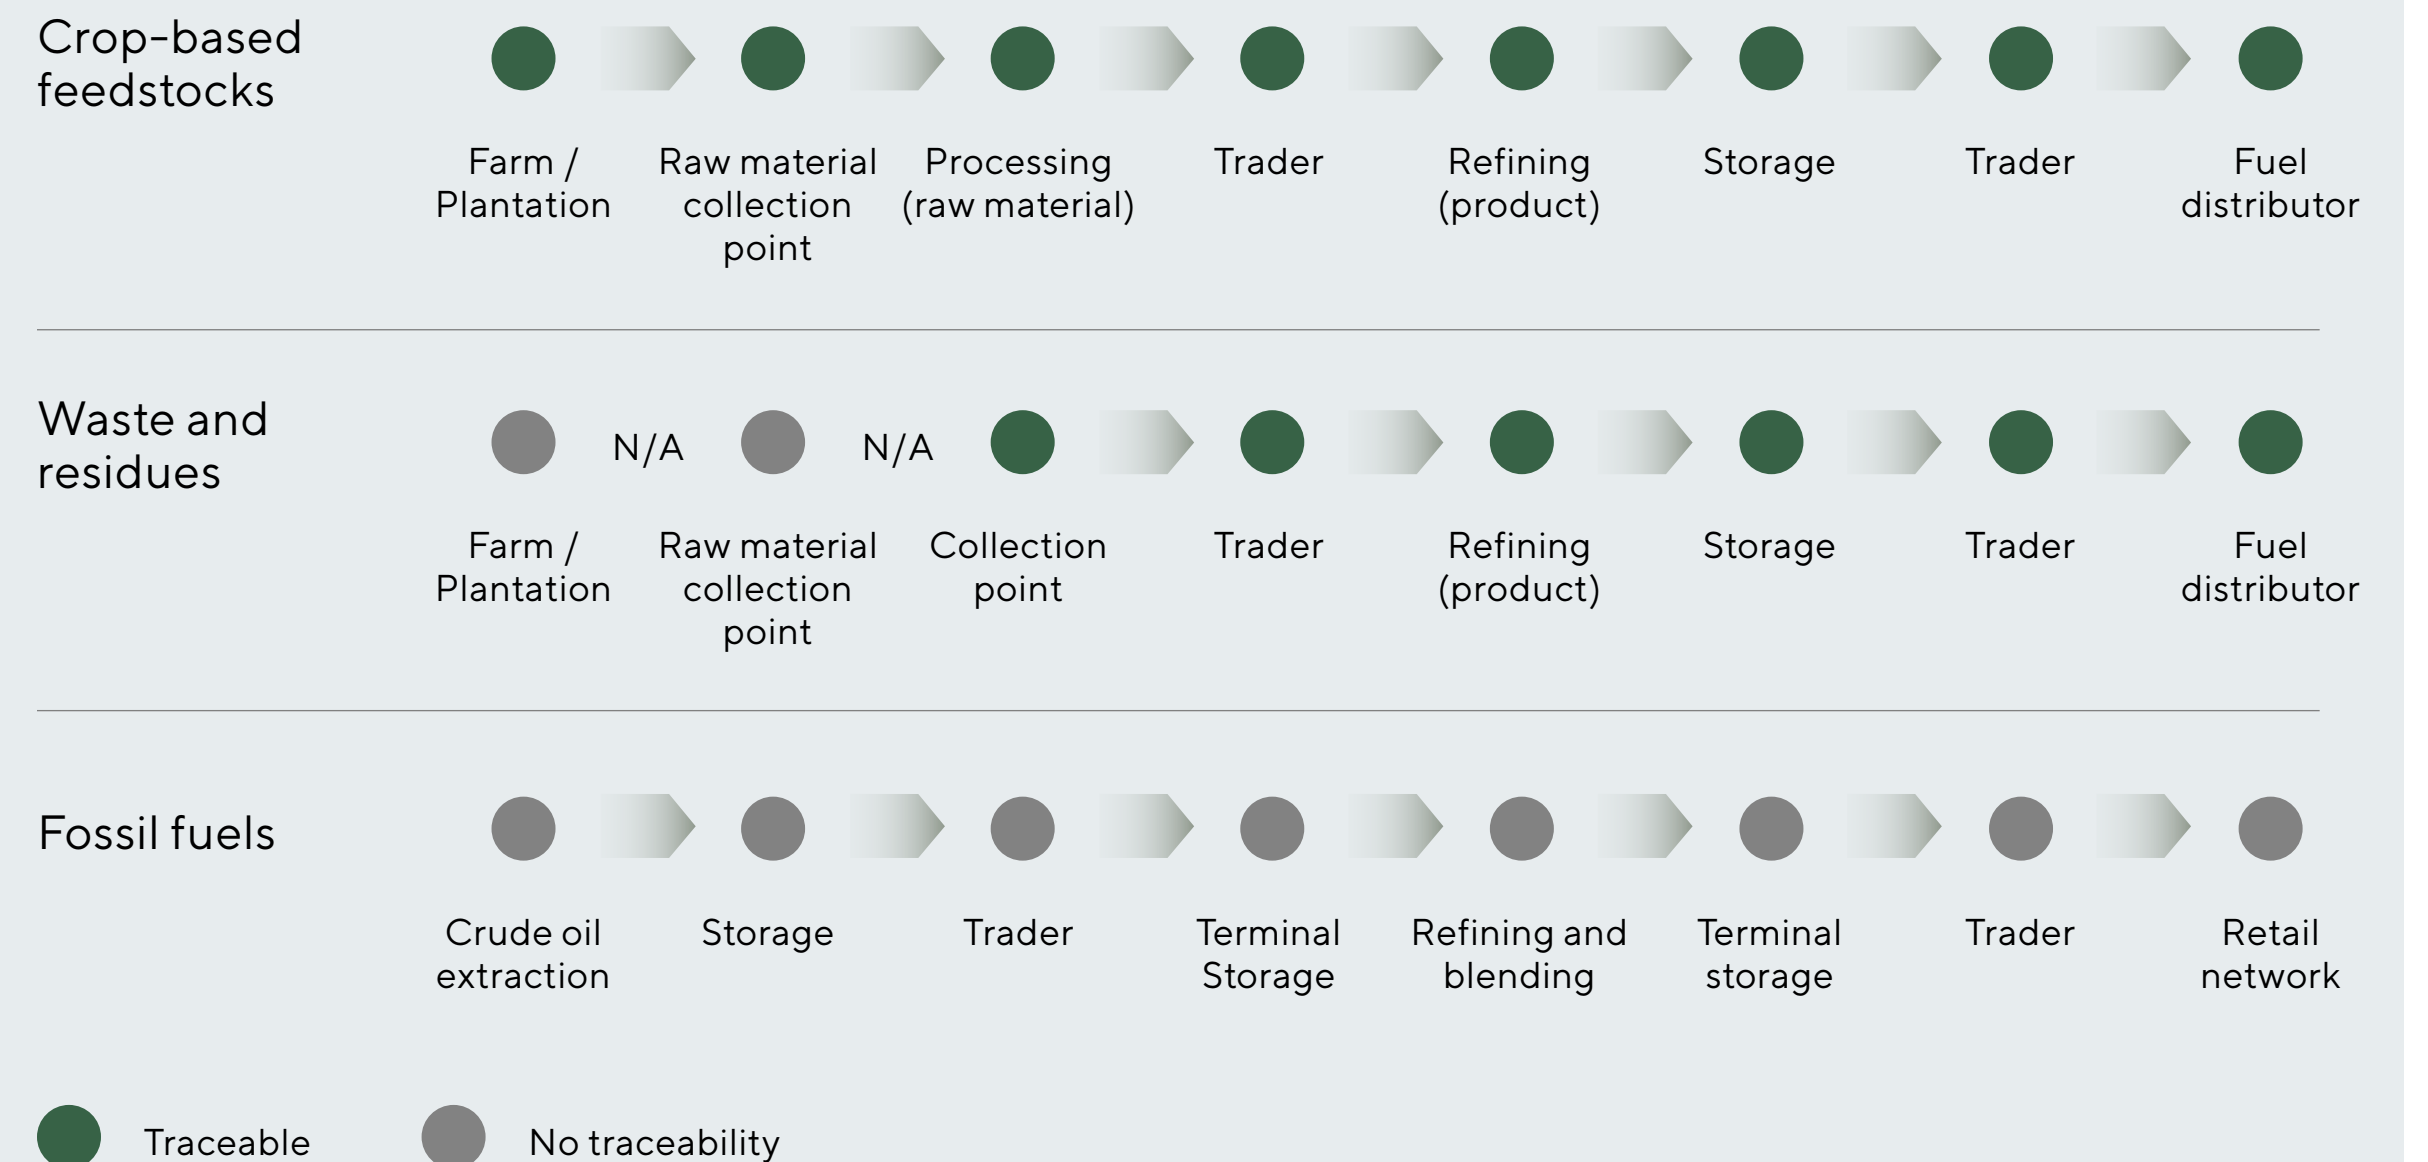 Crop-based
feedstocks
Farm /
Plantation
Raw material
collection
point
Processing
(raw material)
Trader
Refining
(product)
Storage
Trader
Fuel
distributor
Waste and
residues
N/A
N/A
Farm /
Plantation
Raw material
collection
point
Collection
point
Trader
Refining
(product)
Storage
Trader
Fuel
distributor
Fossil fuels
Crude oil
extraction
Storage
Trader
Terminal
Storage
Refining and
blending
Terminal
storage
Trader
Retail
network
Traceable
No traceability